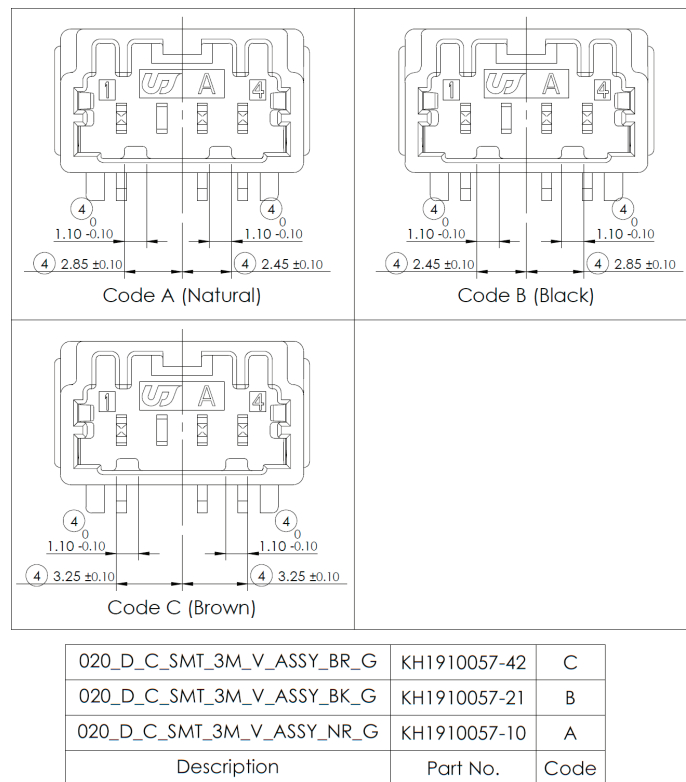 1 UJ A 4
4 4
0 0
1.10 -0.10 1.10 -0.10
4 2.85 ±0.10 4 2.45 ±0.10
Code A (Natural)
1 UJ A 4
4 4
0 0
1.10 -0.10 1.10 -0.10
4 2.45 ±0.10 4 2.85 ±0.10
Code B (Black)
1 UJ A 4
4 4
0 0
1.10 -0.10 1.10 -0.10
4 3.25 ±0.10 4 3.25 ±0.10
Code C (Brown)
020_D_C_SMT_3M_V_ASSY_BR_G KH1910057-42 C
020_D_C_SMT_3M_V_ASSY_BK_G KH1910057-21 B
020_D_C_SMT_3M_V_ASSY_NR_G KH1910057-10 A
Description Part No. Code